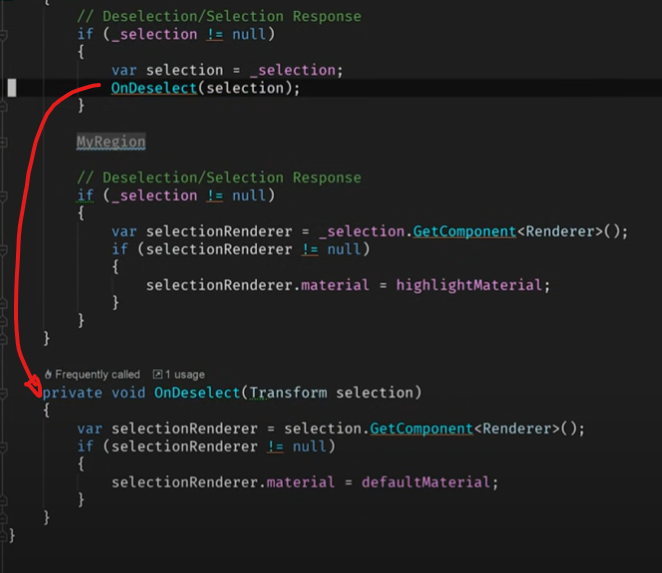 {
// Deselection/Selection Response
if (_selection != null)
{
var selection = _selection;
OnDeselect(selection);
}
MyRegion
// Deselection/Selection Response
if (_selection != null)
{
var selectionRenderer = _selection.GetComponent<Renderer>();
if (selectionRenderer != null)
{
selectionRenderer.material = highlightMaterial;
}
}
}
Frequently called 1 usage
private void OnDeselect(Transform selection)
{
var selectionRenderer = selection.GetComponent<Renderer>();
if (selectionRenderer != null)
{
selectionRenderer.material = defaultMaterial;
}
}
}